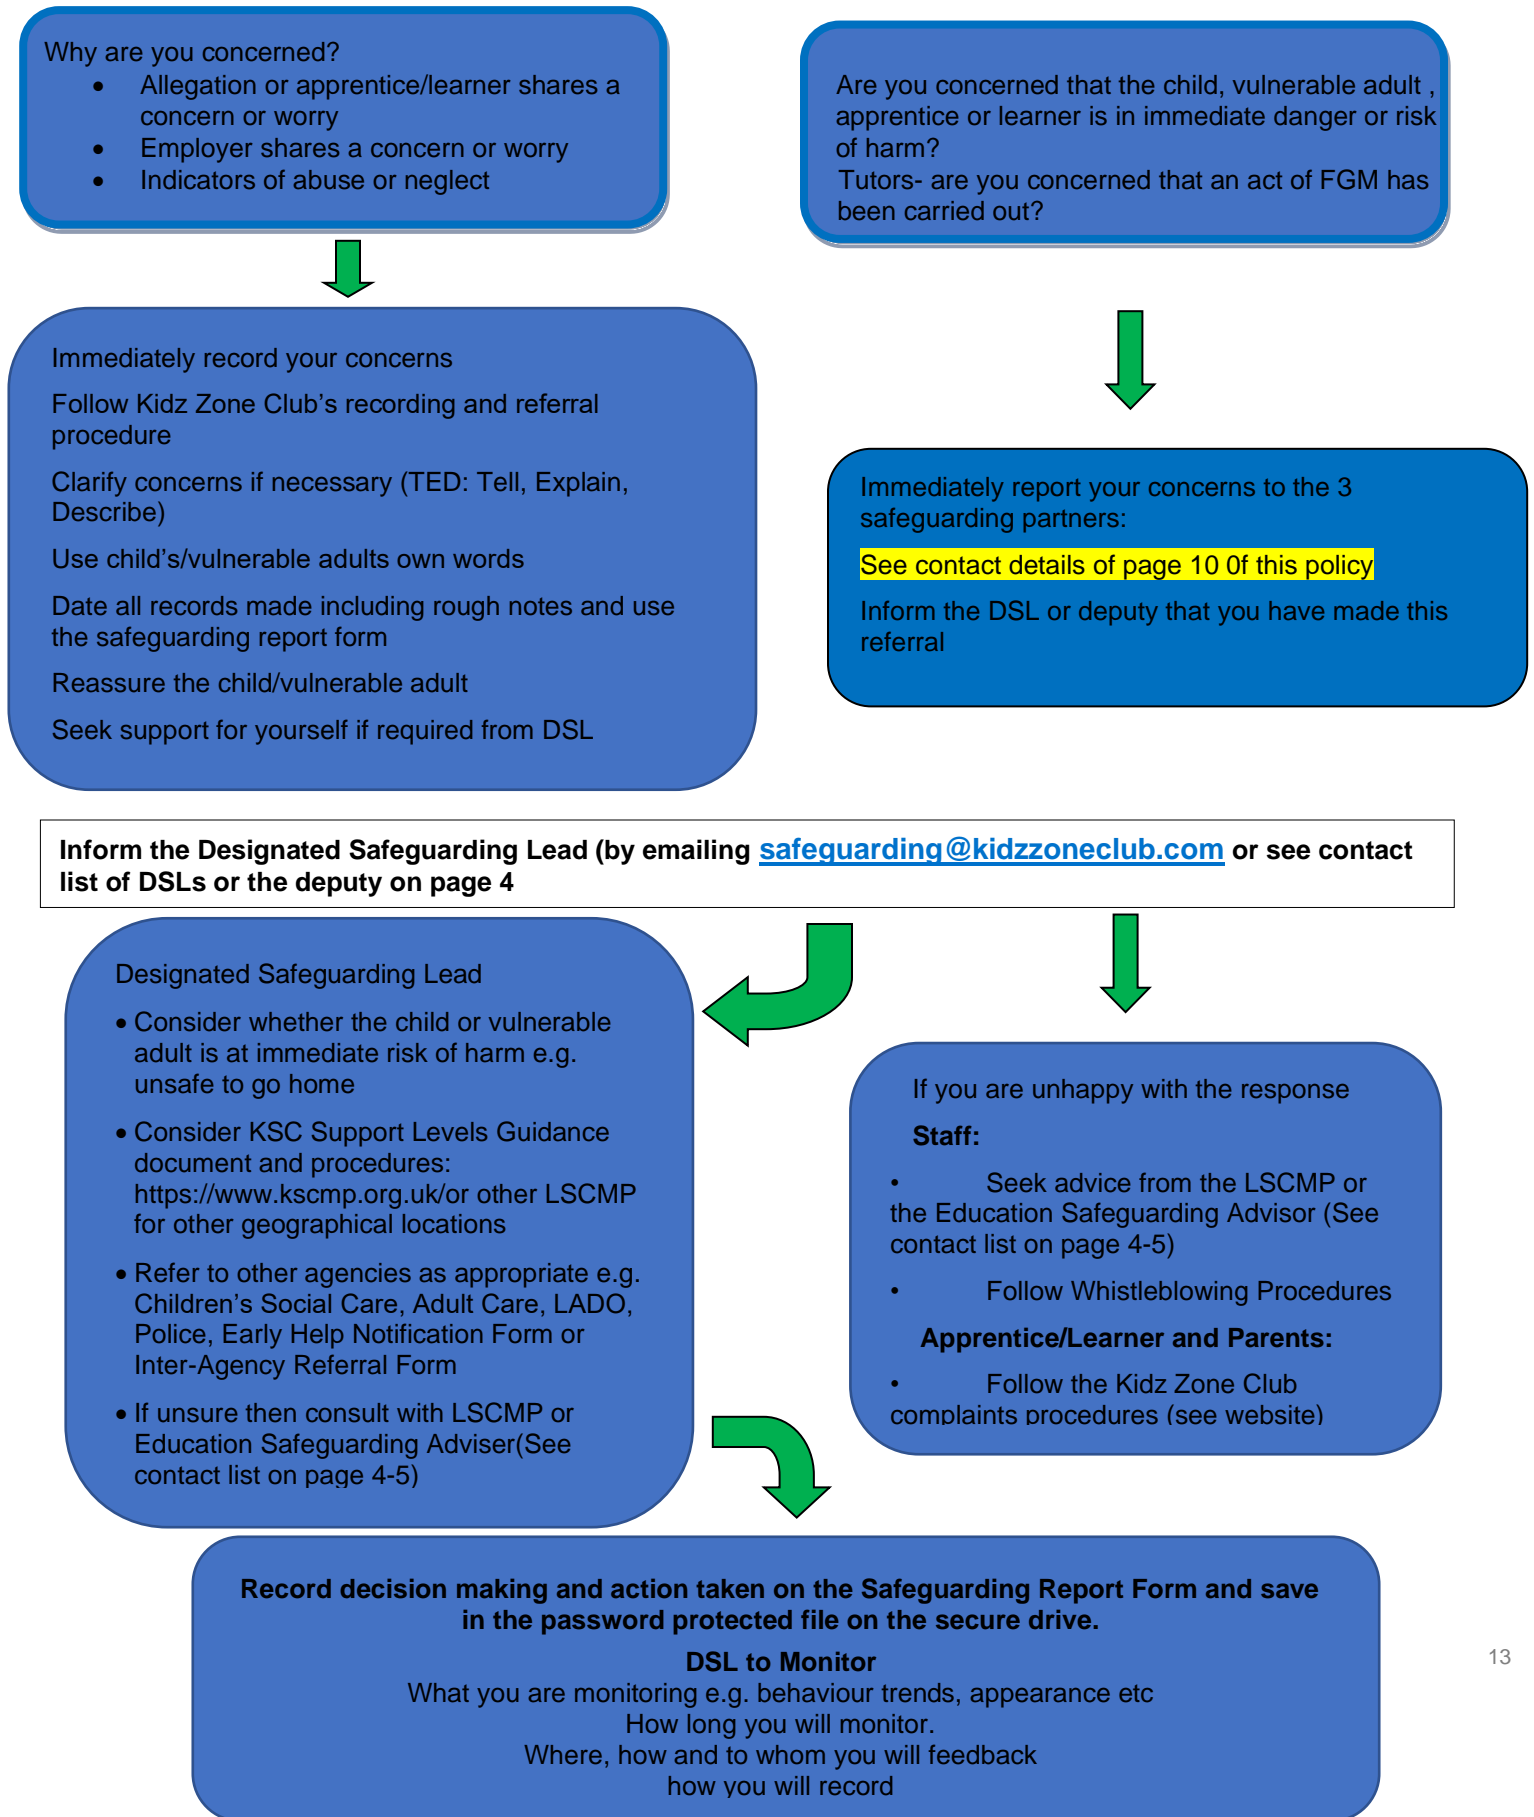 Why are you concerned?
• Allegation or apprentice/learner shares a
concern or worry
• Employer shares a concern or worry
• Indicators of abuse or neglect
Are you concerned that the child, vulnerable adult ,
apprentice or learner is in immediate danger or risk
of harm?
Tutors- are you concerned that an act of FGM has
been carried out?
Immediately record your concerns
Follow Kidz Zone Club's recording and referral
procedure
Clarify concerns if necessary (TED: Tell, Explain,
Describe)
Use child's/vulnerable adults own words
Date all records made including rough notes and use
the safeguarding report form
Reassure the child/vulnerable adult
Seek support for yourself if required from DSL
Immediately report your concerns to the 3
safeguarding partners:
See contact details of page 10 0f this policy
Inform the DSL or deputy that you have made this
referral
Inform the Designated Safeguarding Lead (by emailing safeguarding@kidzzoneclub.com or see contact
list of DSLs or the deputy on page 4
Designated Safeguarding Lead
• Consider whether the child or vulnerable
adult is at immediate risk of harm e.g.
unsafe to go home
• Consider KSC Support Levels Guidance
document and procedures:
https://www.kscmp.org.uk/or other LSCMP
for other geographical locations
• Refer to other agencies as appropriate e.g.
Children's Social Care, Adult Care, LADO,
Police, Early Help Notification Form or
Inter-Agency Referral Form
• If unsure then consult with LSCMP or
Education Safeguarding Adviser(See
contact list on page 4-5)
If you are unhappy with the response
Staff:
• Seek advice from the LSCMP or
the Education Safeguarding Advisor (See
contact list on page 4-5)
• Follow Whistleblowing Procedures
Apprentice/Learner and Parents:
• Follow the Kidz Zone Club
complaints procedures (see website)
Record decision making and action taken on the Safeguarding Report Form and save
in the password protected file on the secure drive.
DSL to Monitor
What you are monitoring e.g. behaviour trends, appearance etc
How long you will monitor.
Where, how and to whom you will feedback
how you will record
13